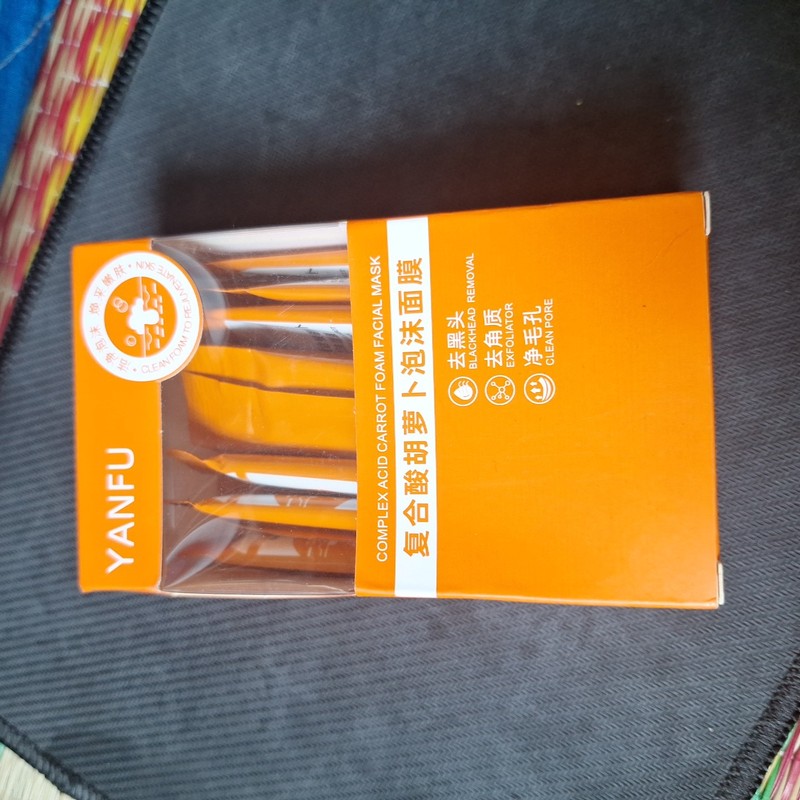 YANFU
CLEAN FOAM TO REJUVENATE SKIN
COMPLEX ACID CARROT FOAM FACIAL MASK
复合酸胡萝卜泡沫面膜
去黑头
BLACKHEAD REMOVAL
去角质
EXFOLIATOR
净毛孔
CLEAN PORE